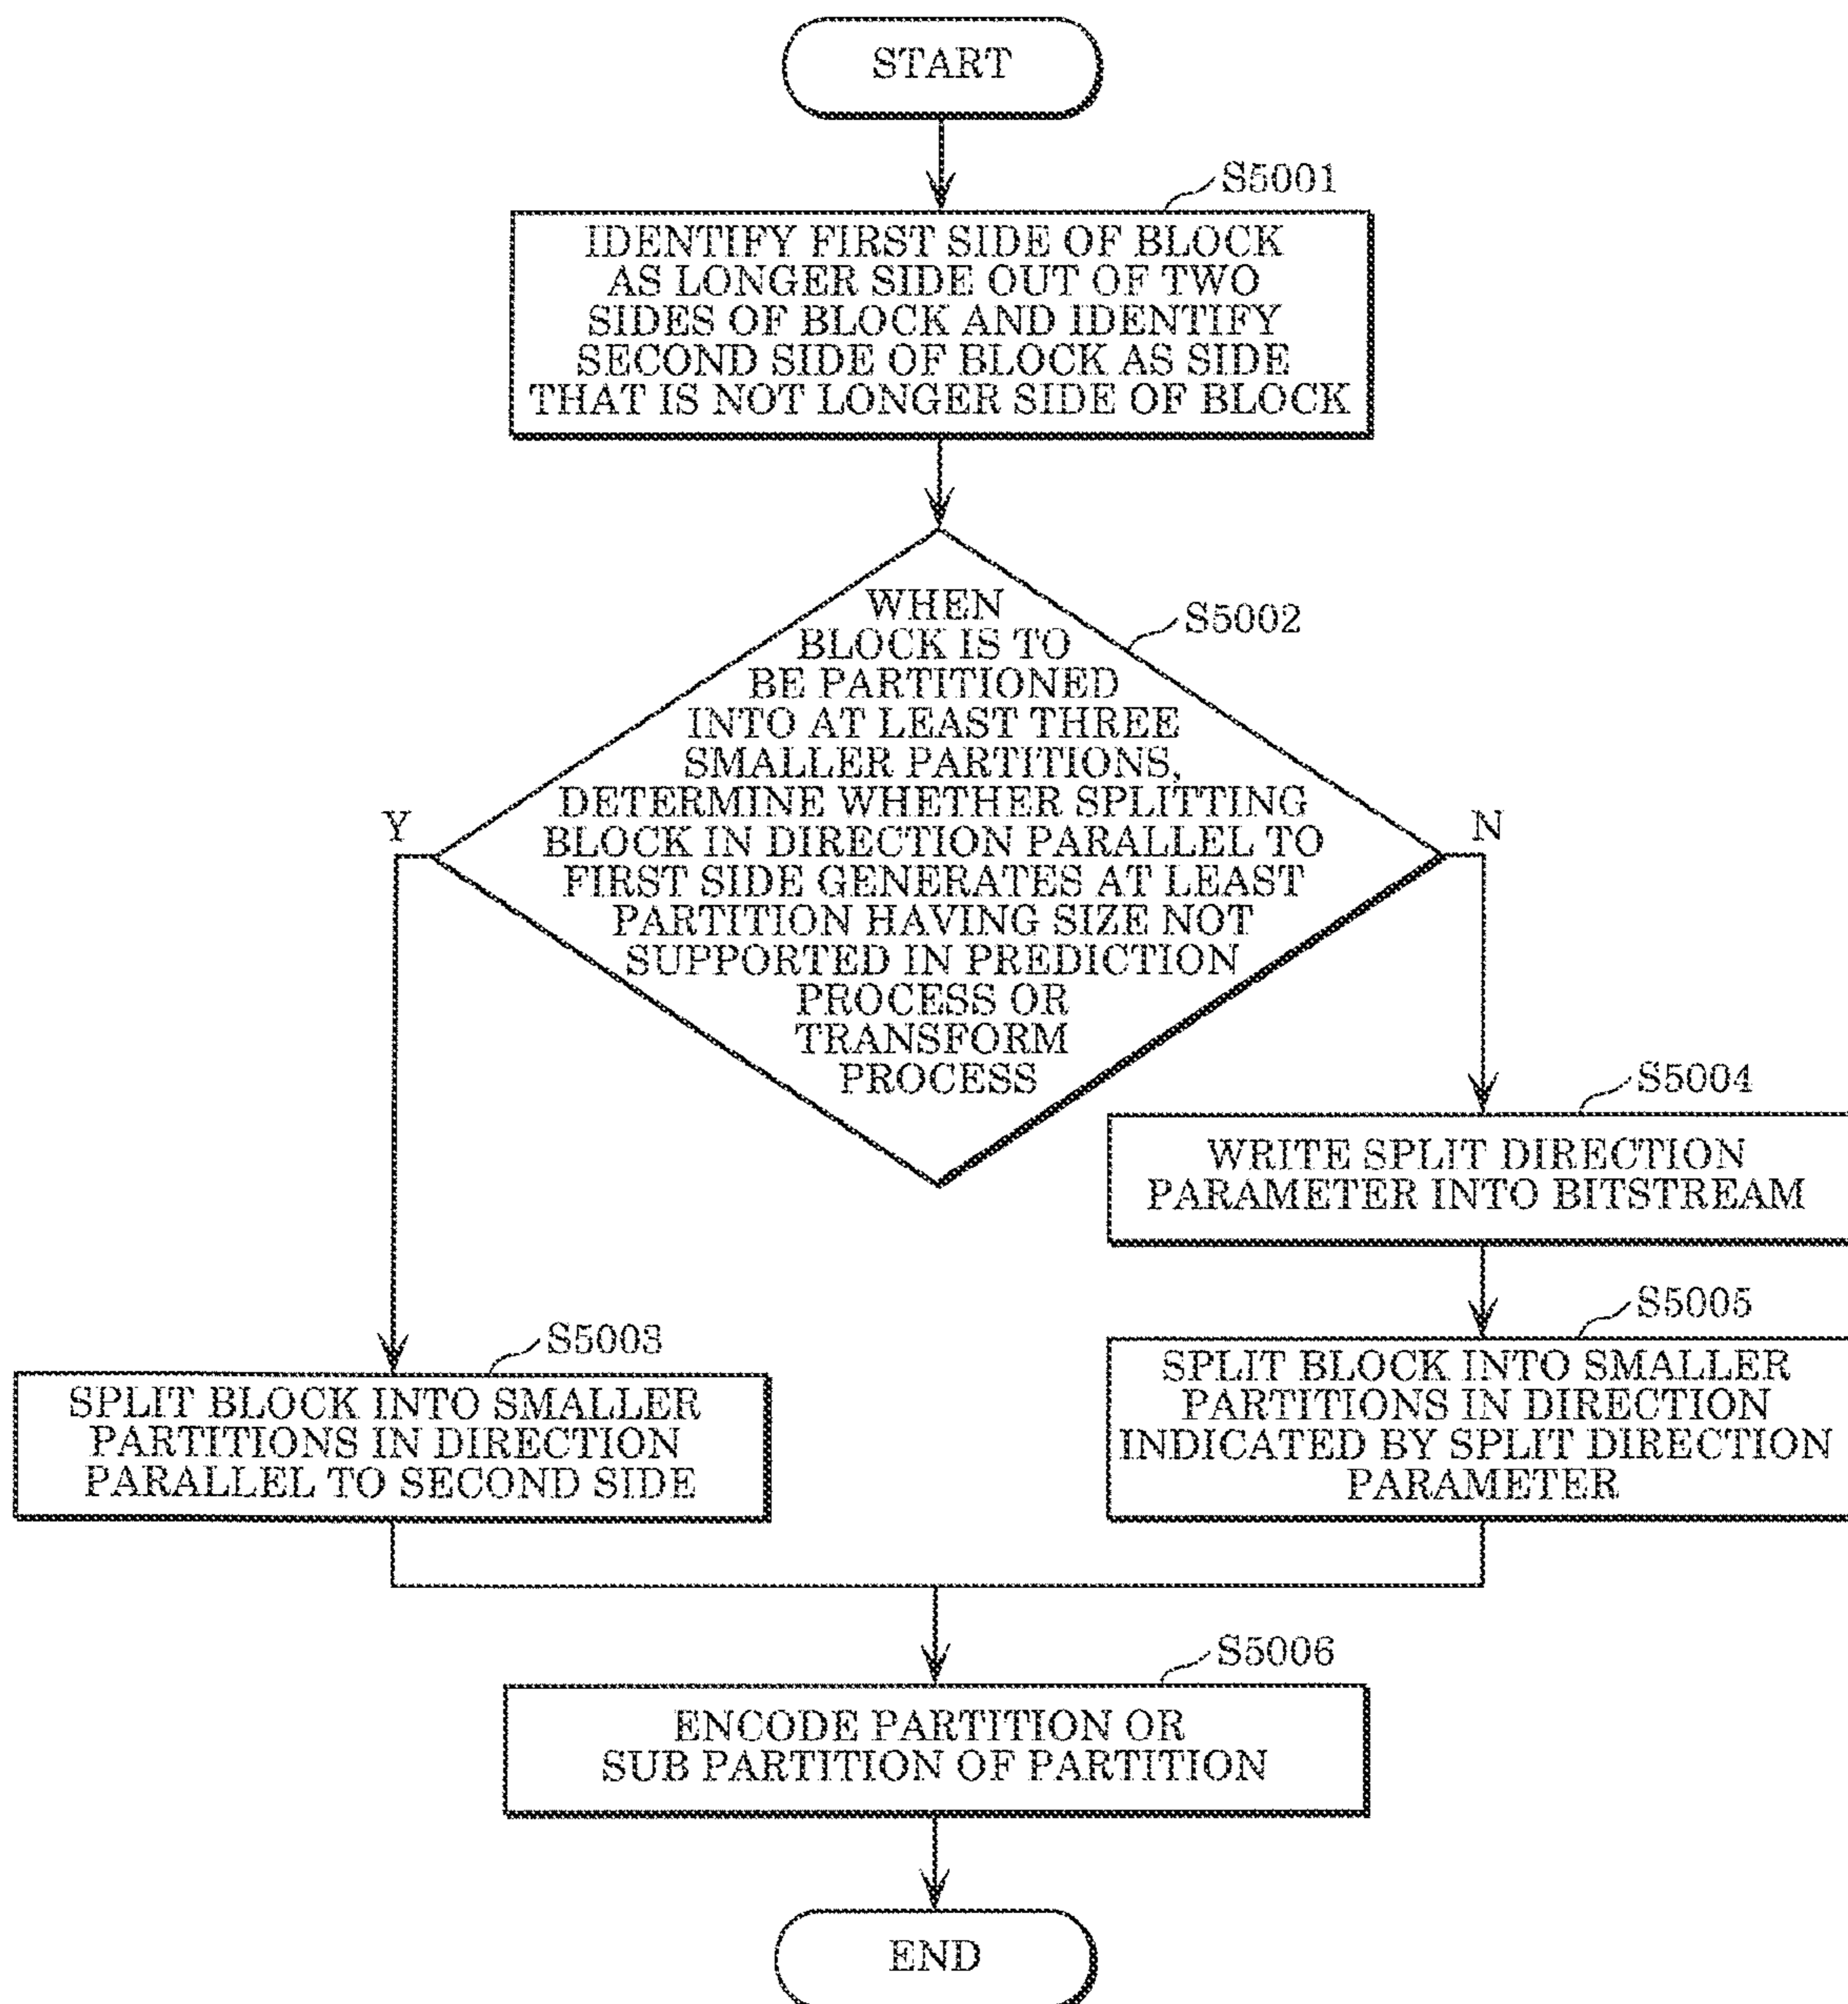 START
S5001
IDENTIFY FIRST SIDE OF BLOCK
AS LONGER SIDE OUT OF TWO
SIDES OF BLOCK AND IDENTIFY
SECOND SIDE OF BLOCK AS SIDE
THAT IS NOT LONGER SIDE OF BLOCK
S5002
WHEN
BLOCK IS TO
BE PARTITIONED
INTO AT LEAST THREE
SMALLER PARTITIONS,
DETERMINE WHETHER SPLITTING
BLOCK IN DIRECTION PARALLEL TO
FIRST SIDE GENERATES AT LEAST
PARTITION HAVING SIZE NOT
SUPPORTED IN PREDICTION
PROCESS OR
TRANSFORM
PROCESS
Y
N
S5004
WRITE SPLIT DIRECTION
PARAMETER INTO BITSTREAM
S5003
SPLIT BLOCK INTO SMALLER
PARTITIONS IN DIRECTION
PARALLEL TO SECOND SIDE
S5005
SPLIT BLOCK INTO SMALLER
PARTITIONS IN DIRECTION
INDICATED BY SPLIT DIRECTION
PARAMETER
S5006
ENCODE PARTITION OR
SUB PARTITION OF PARTITION
END